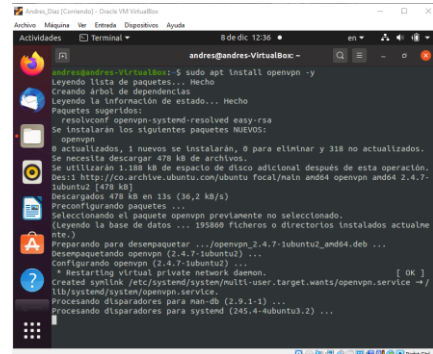 Andres_Diaz [Corriendo] - Oracle VM VirtualBox
Archivo Máquina Ver Entrada Dispositivos Ayuda
Actividades Terminal 8 de dic 12:36 en
andres@andres-VirtualBox: ~
andres@andres-VirtualBox:~$ sudo apt install openvpn -y
Leyendo lista de paquetes... Hecho
Creando árbol de dependencias
Leyendo la información de estado... Hecho
Paquetes sugeridos:
resolvconf openvpn-systemd-resolved easy-rsa
Se instalarán los siguientes paquetes NUEVOS:
openvpn
0 actualizados, 1 nuevos se instalarán, 0 para eliminar y 318 no actualizados.
Se necesita descargar 478 kB de archivos.
Se utilizarán 1.188 kB de espacio de disco adicional después de esta operación.
Des:1 http://co.archive.ubuntu.com/ubuntu focal/main amd64 openvpn amd64 2.4.7-
1ubuntu2 [478 kB]
Descargados 478 kB en 13s (36,2 kB/s)
Preconfigurando paquetes ...
Seleccionando el paquete openvpn previamente no seleccionado.
(Leyendo la base de datos ... 195860 ficheros o directorios instalados actualme
nte.)
Preparando para desempaquetar .../openvpn_2.4.7-1ubuntu2_amd64.deb ...
Desempaquetando openvpn (2.4.7-1ubuntu2) ...
Configurando openvpn (2.4.7-1ubuntu2) ...
* Restarting virtual private network daemon. [ OK ]
Created symlink /etc/systemd/system/multi-user.target.wants/openvpn.service → /
lib/systemd/system/openvpn.service.
Procesando disparadores para man-db (2.9.1-1) ...
Procesando disparadores para systemd (245.4-4ubuntu3.2) ...